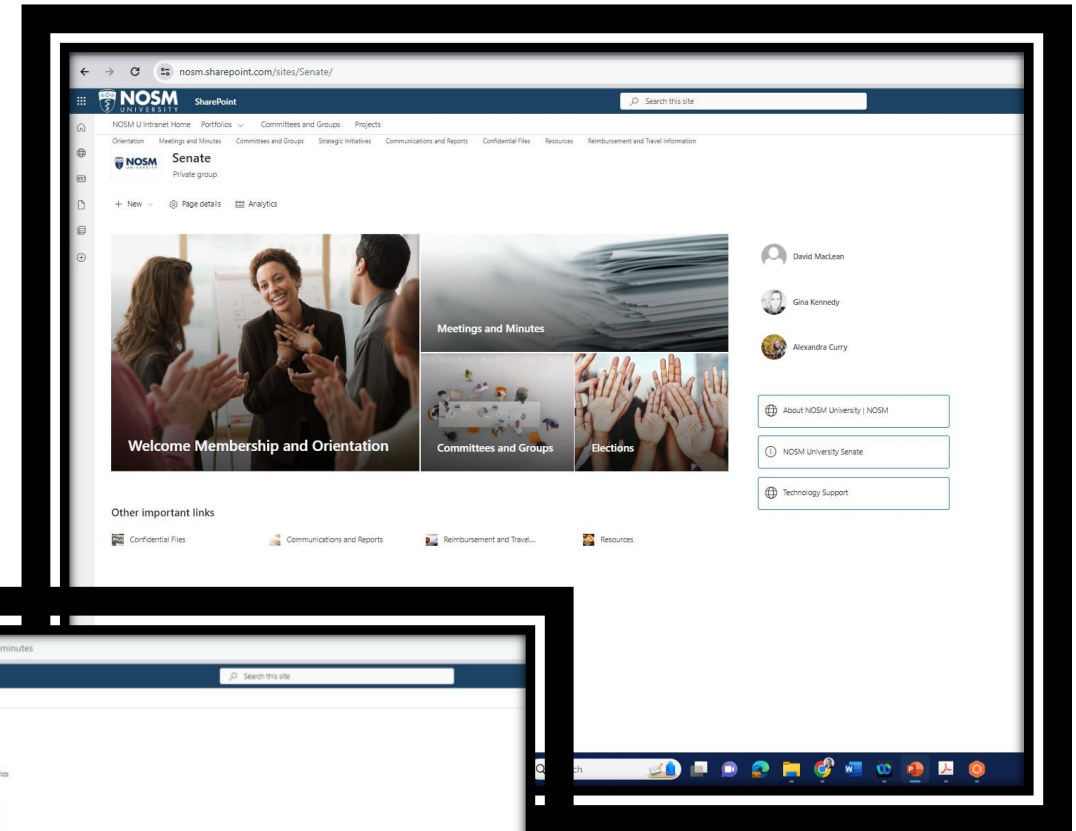 nosm.sharepoint.com/sites/Senate/
NOSM
UNIVERSITY
SharePoint
Search this site
NOSM U Intranet Home Portfolios Committees and Groups Projects
Orientation Meetings and Minutes Committees and Groups Strategic Initiatives Communications and Reports Confidential Files Resources Reimbursement and Travel Information
NOSM
UNIVERSITY
Senate
Private group
+ New Page details Analytics
Welcome Membership and Orientation
Meetings and Minutes
Committees and Groups
Elections
David MacLean
Gina Kennedy
Alexandra Curry
About NOSM University | NOSM
NOSM University Senate
Technology Support
Other important links
Confidential Files Communications and Reports Reimbursement and Travel... Resources
minutes
Search this site